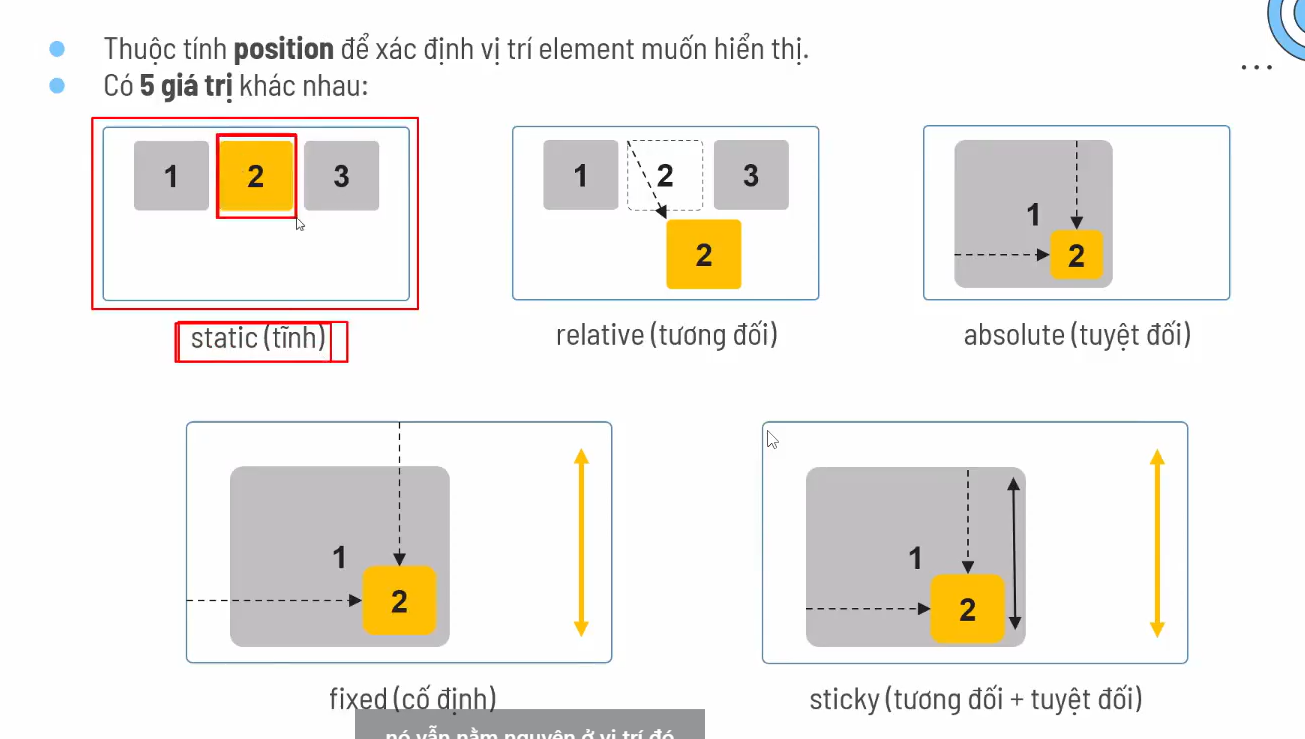 Thuộc tính position để xác định vị trí element muốn hiển thị.
...
Có 5 giá trị khác nhau:
1 2 3
1 2 3
2
1
2
static (tĩnh)
relative (tương đối)
absolute (tuyệt đối)
1
2
1
2
fixed (cố định)
sticky (tương đối + tuyệt đối)
nó vẫn nằm nguyên ở vị trí đó